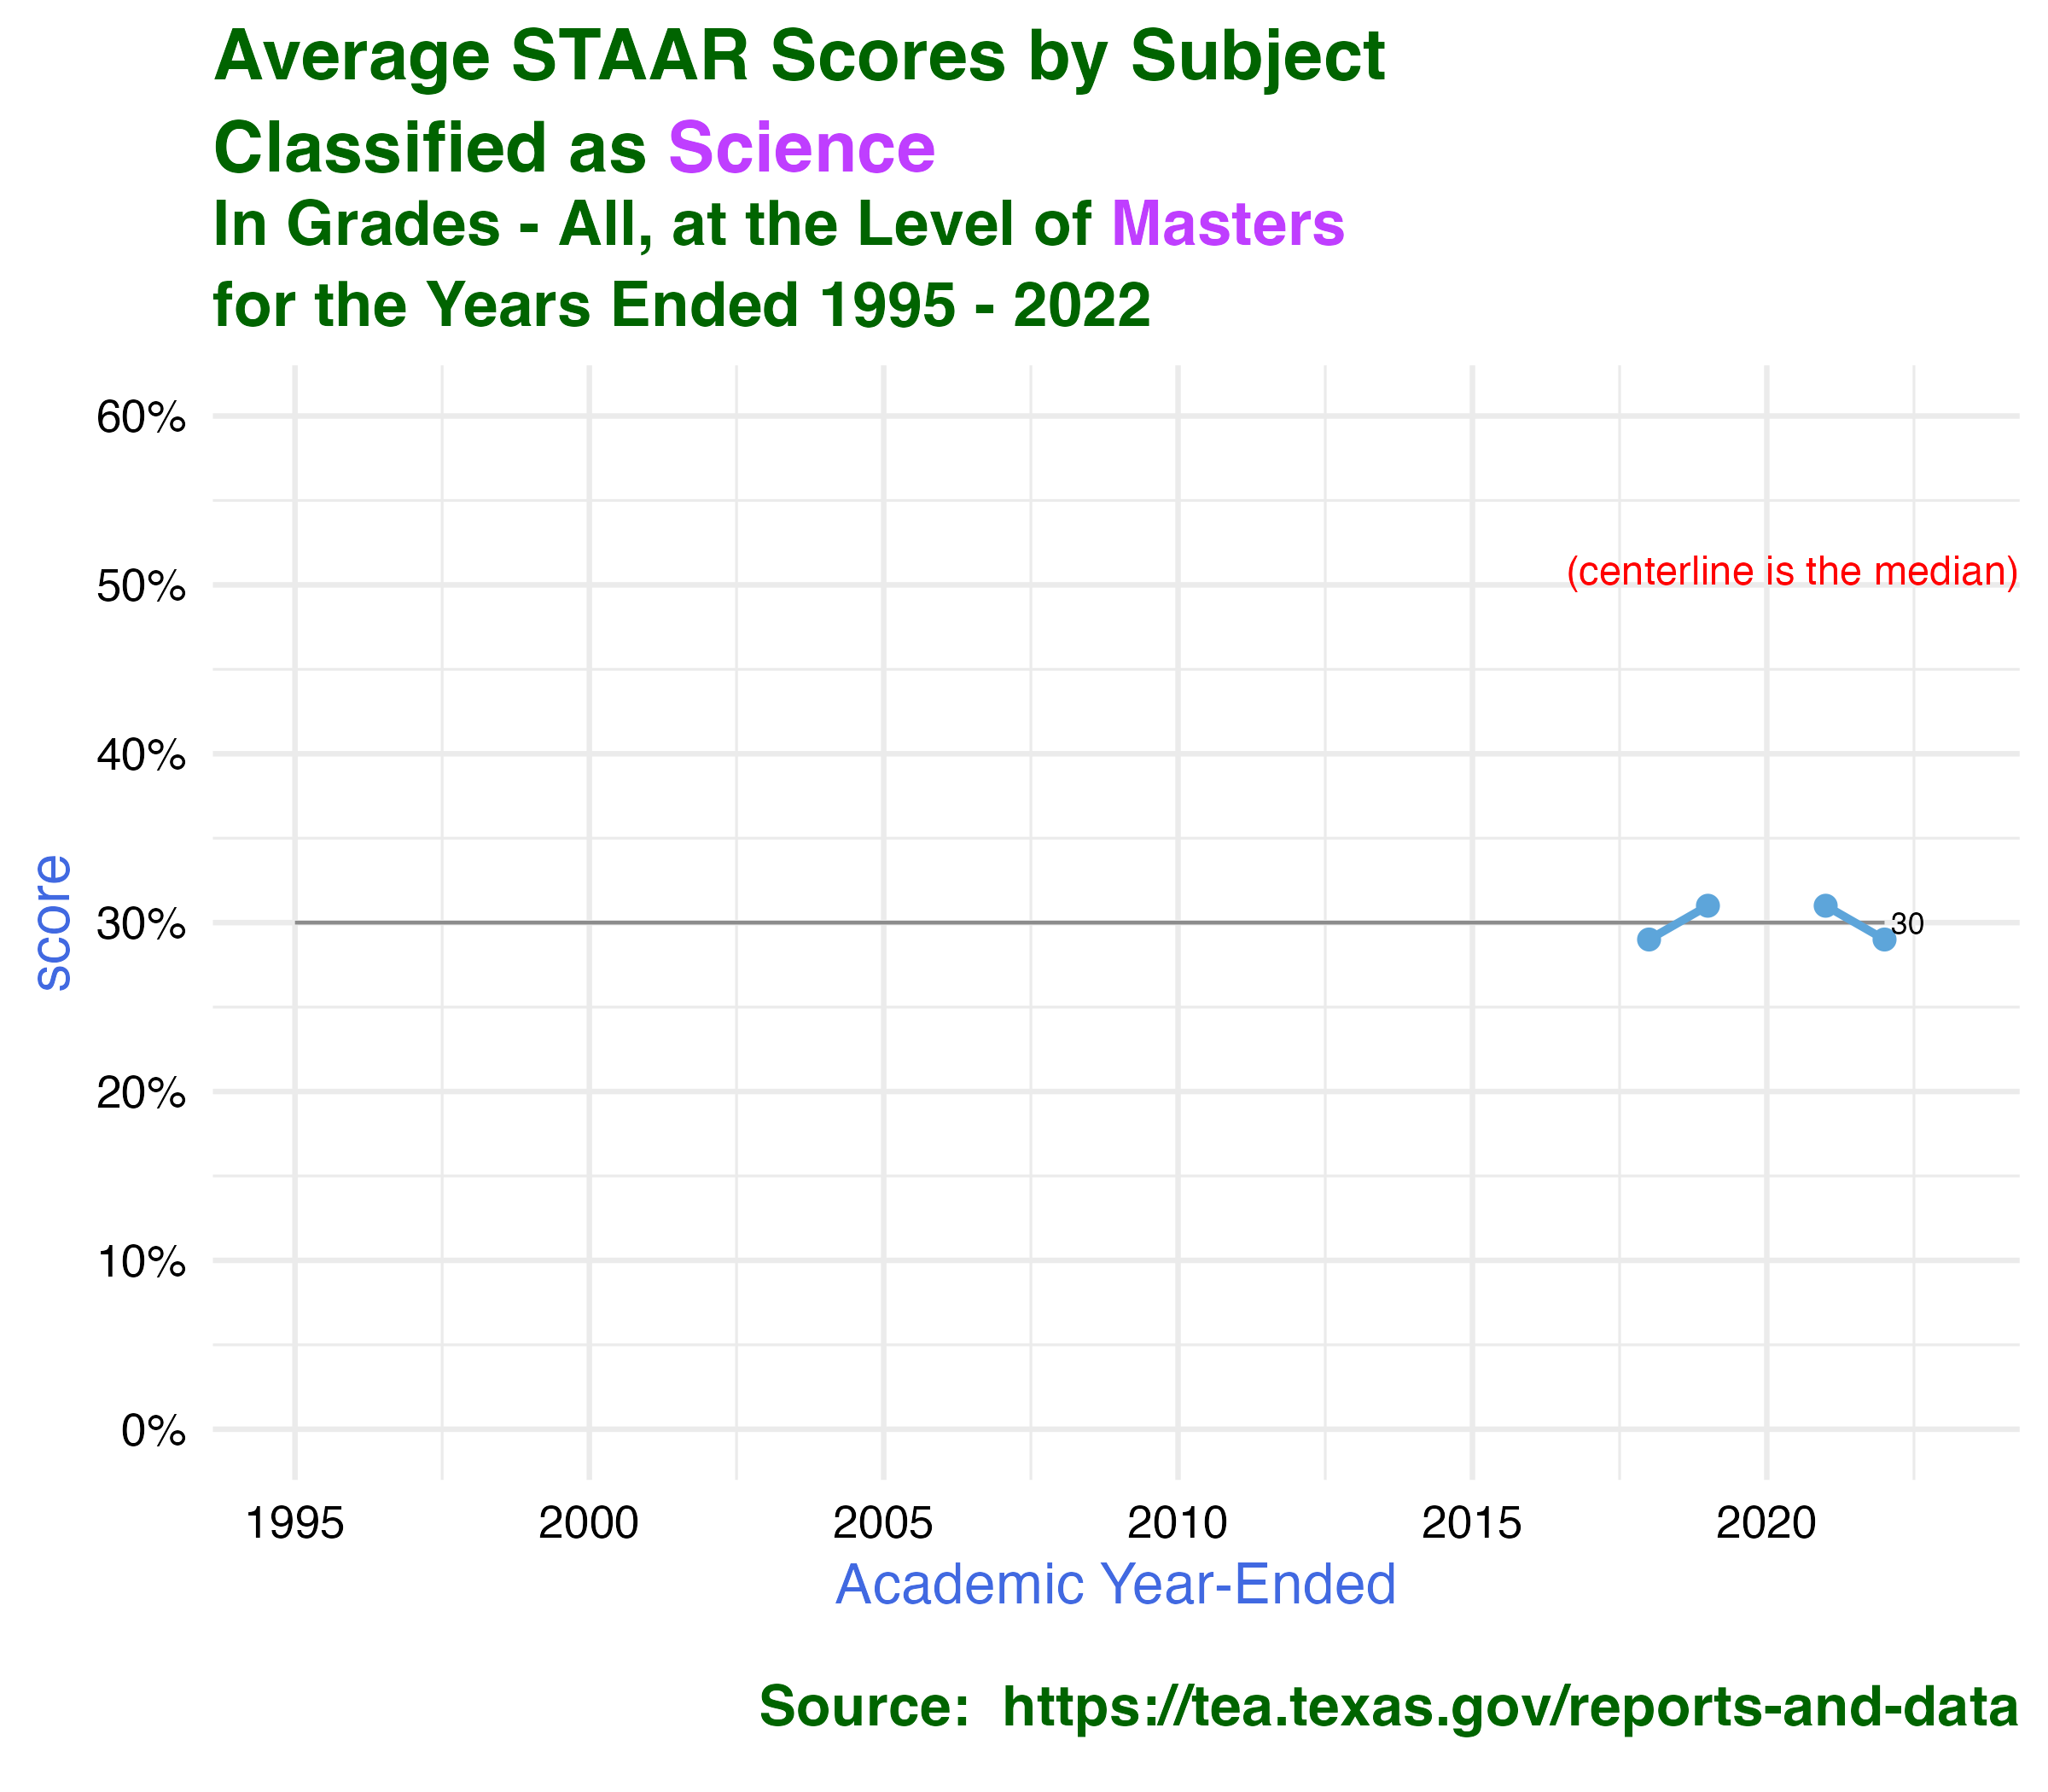 Average STAAR Scores by Subject
Classified as Science
In Grades - All, at the Level of Masters
for the Years Ended 1995 - 2022
60%
(centerline is the median)
50%
40%
score
30%
30
20%
10%
0%
1995 2000 2005 2010 2015 2020
Academic Year-Ended
Source:  https://tea.texas.gov/reports-and-data